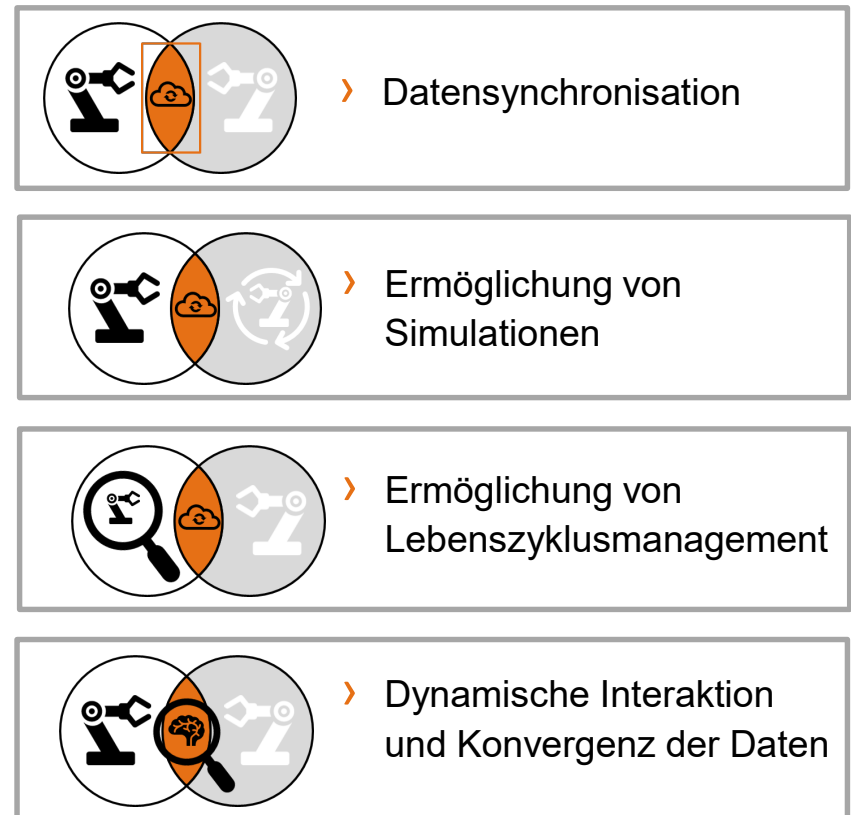 › Datensynchronisation
› Ermöglichung von
Simulationen
› Ermöglichung von
Lebenszyklusmanagement
› Dynamische Interaktion
und Konvergenz der Daten